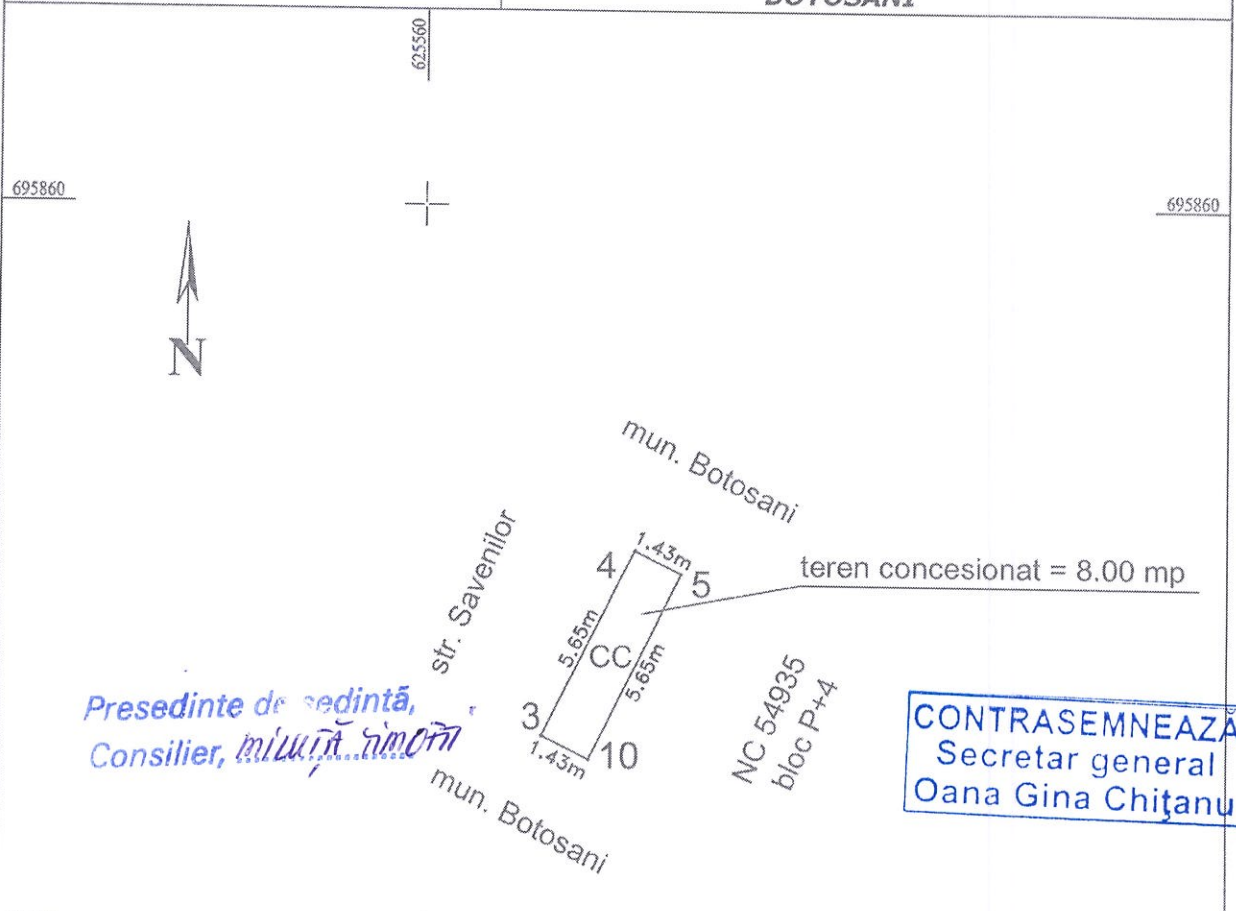 BOTOSANI
625560
695860
695860
N
mun. Botosani
str. Savenilor
1.43m
4
5
teren concesionat = 8.00 mp
5.65m
CC
5.65m
3
10
1.43m
NC 54935
bloc P+4
mun. Botosani
Presedinte de sedintă,
Consilier,
CONTRASEMNEAZĂ
Secretar general
Oana Gina Chiţanu